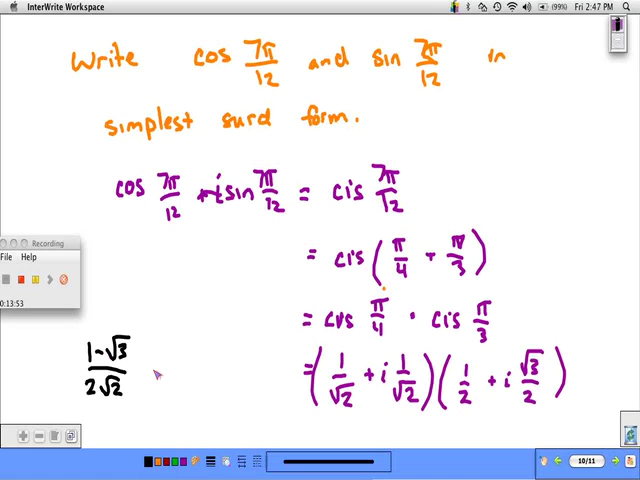 InterWrite Workspace (99%) Fri 2:47 PM
Write cos 7π/12 and sin 7π/12 in
simplest surd form.
cos 7π/12 + i sin 7π/12 = cis 7π/12
= cis (π/4 + π/3)
= cis π/4 · cis π/3
= (1/√2 + i 1/√2) (1/2 + i √3/2)
Recording
File Help
0:13:53
1-√3 / 2√2
10/11